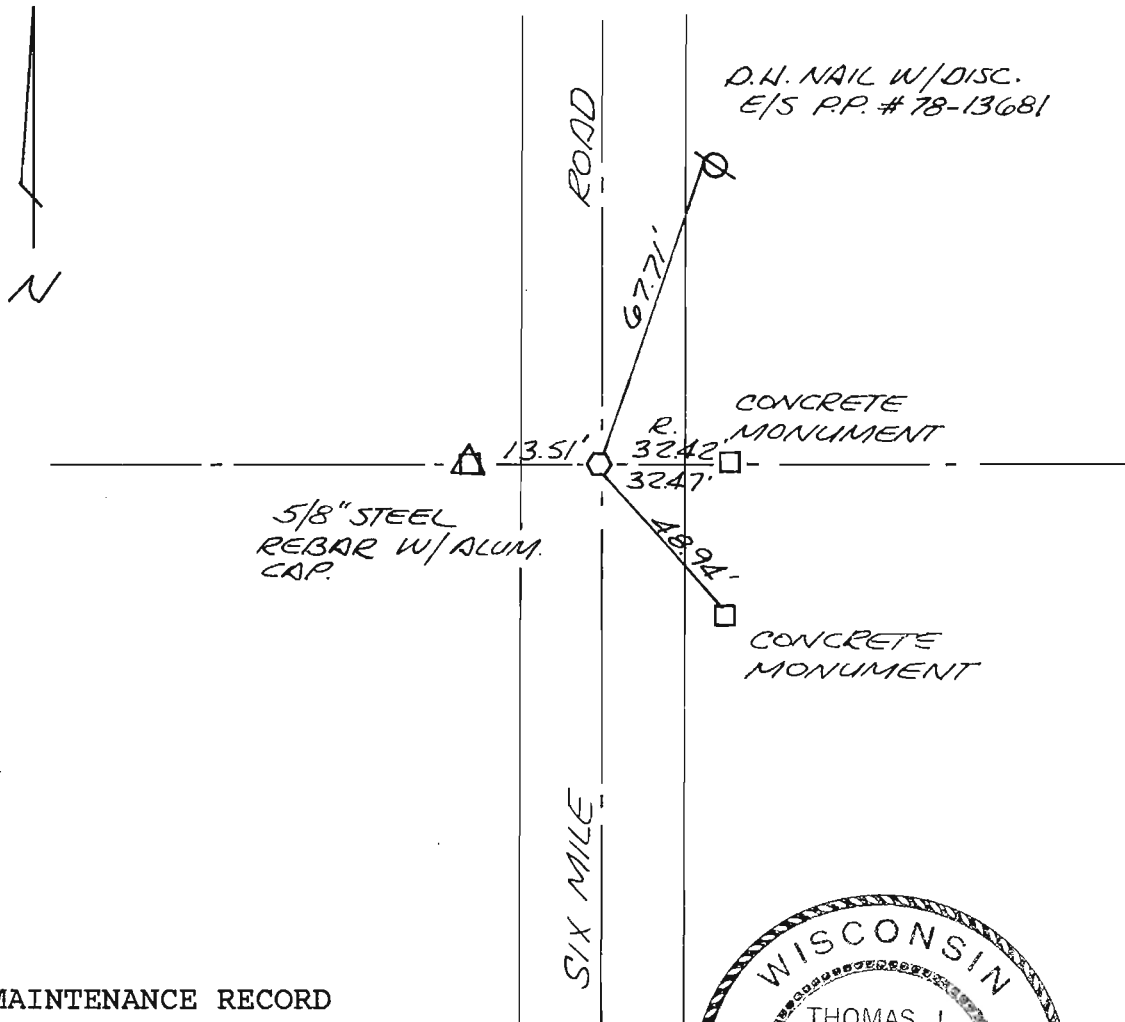 D.H. NAIL W/DISC.
E/S P.P. # 78-13681
ROAD
N
67.71'
CONCRETE
MONUMENT
R.
13.51'
32.42'
32.47'
5/8" STEEL
REBAR W/ ALUM.
CAP.
48.94'
CONCRETE
MONUMENT
SIX MILE
MAINTENANCE RECORD
WISCONSIN
THOMAS J.